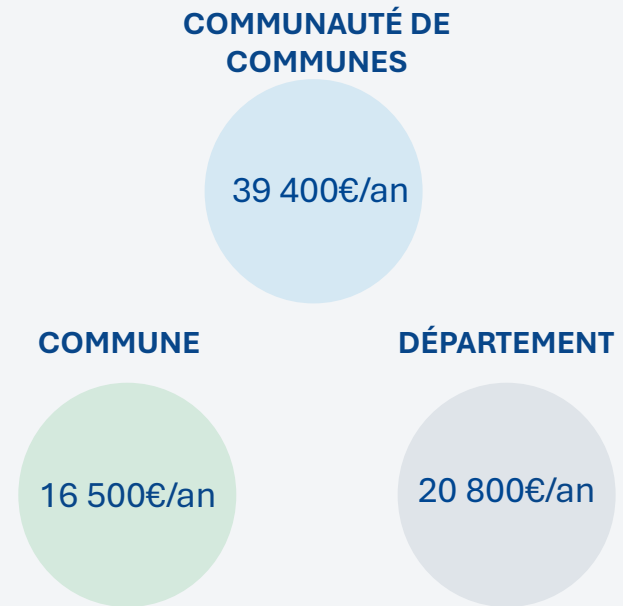 COMMUNAUTÉ DE
COMMUNES
39 400€/an
COMMUNE
16 500€/an
DÉPARTEMENT
20 800€/an